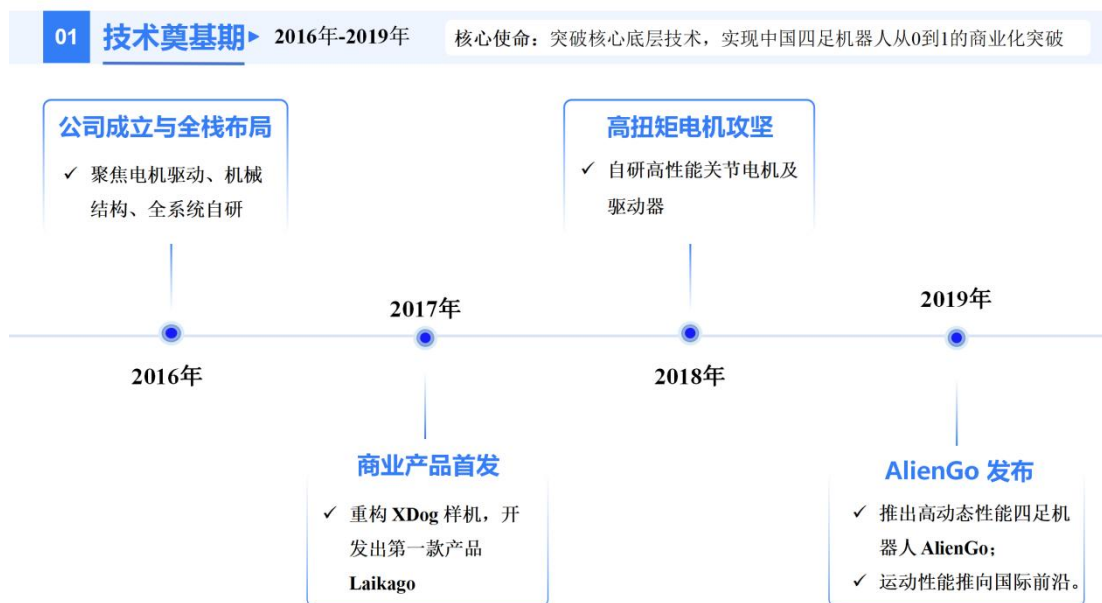 01 技术奠基期 2016年-2019年 核心使命：突破核心底层技术，实现中国四足机器人从0到1的商业化突破
公司成立与全栈布局
✓ 聚焦电机驱动、机械
结构、全系统自研
2016年
2017年
商业产品首发
✓ 重构 XDog 样机，开
发出第一款产品
Laikago
高扭矩电机攻坚
✓ 自研高性能关节电机及
驱动器
2018年
2019年
AlienGo 发布
✓ 推出高动态性能四足机
器人 AlienGo；
✓ 运动性能推向国际前沿。